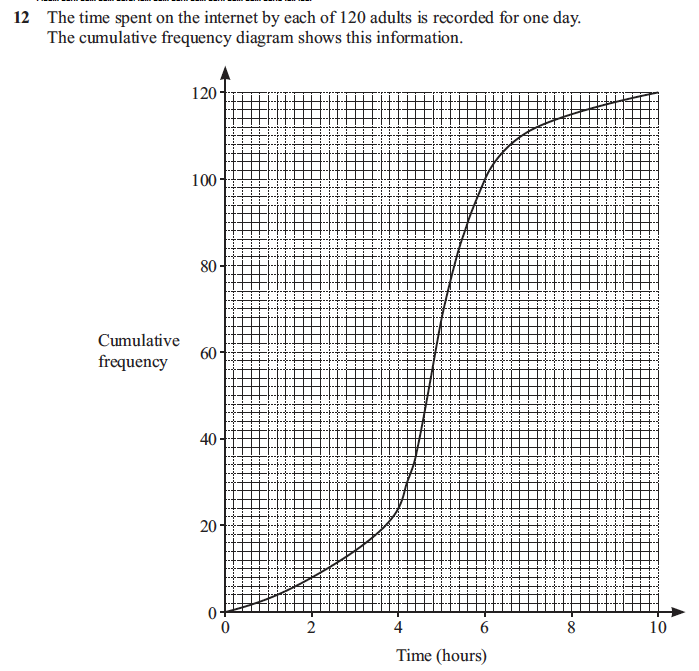 12 The time spent on the internet by each of 120 adults is recorded for one day.
The cumulative frequency diagram shows this information.
120
100
80
Cumulative
frequency
60
40
20
0
0 2 4 6 8 10
Time (hours)